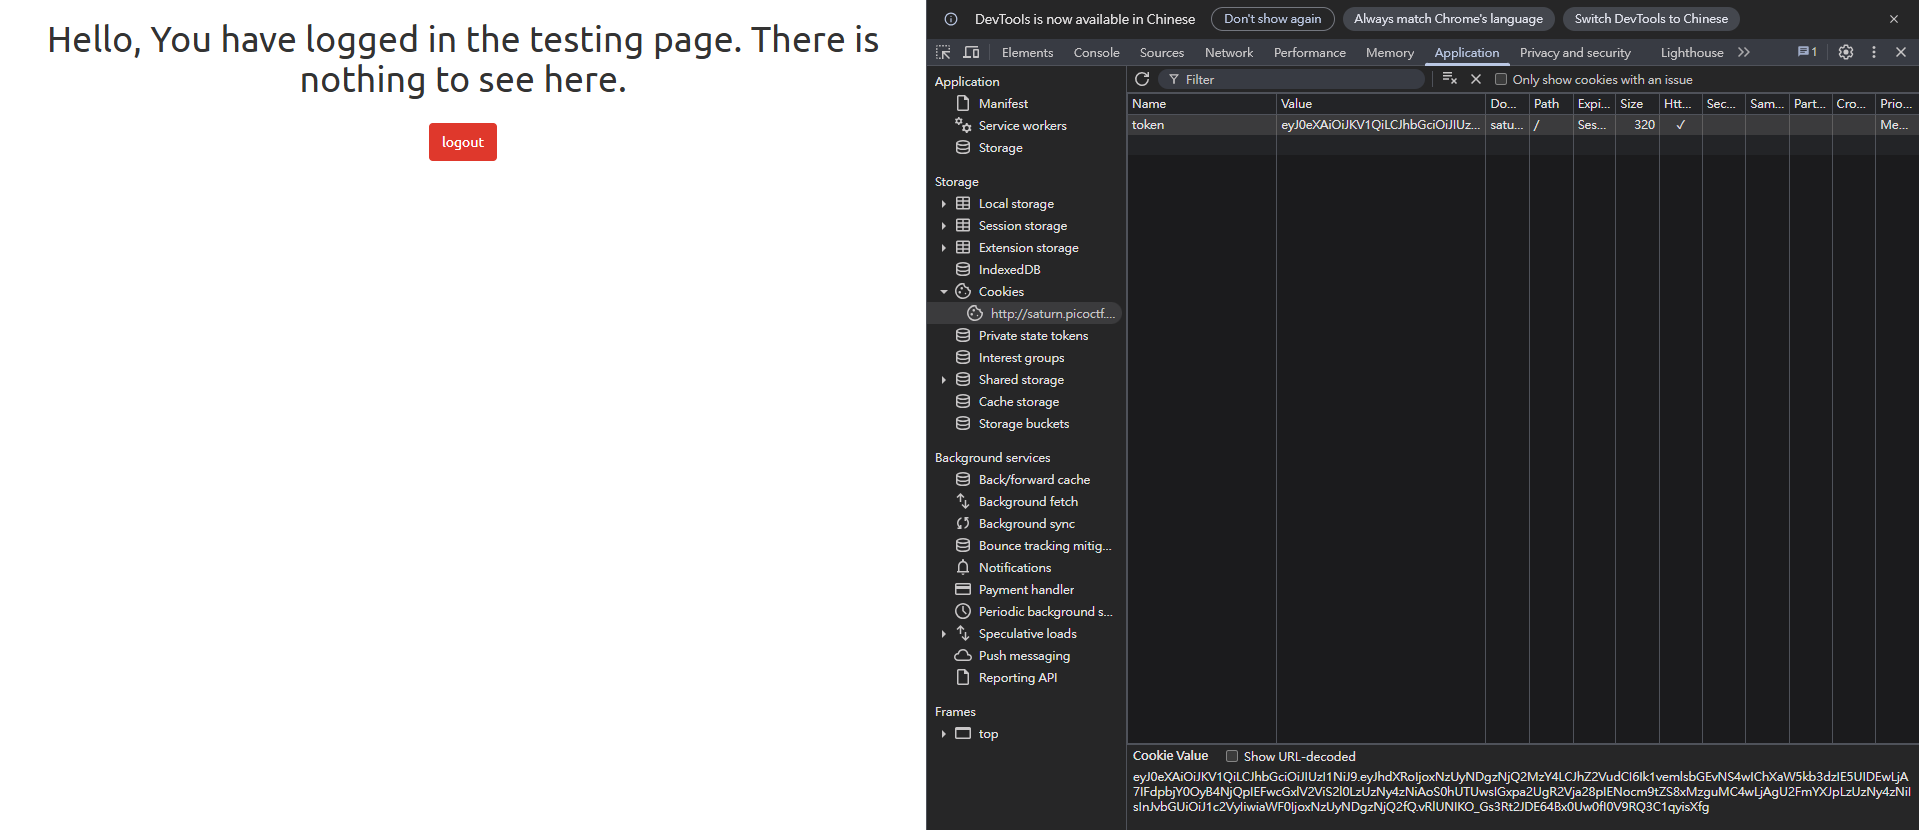 Hello, You have logged in the testing page. There is
nothing to see here.
logout
DevTools is now available in Chinese
Don't show again
Always match Chrome's language
Switch DevTools to Chinese
Elements
Console
Sources
Network
Performance
Memory
Application
Privacy and security
Lighthouse
1
Application
Manifest
Service workers
Storage
Storage
Local storage
Session storage
Extension storage
IndexedDB
Cookies
http://saturn.picoctf....
Private state tokens
Interest groups
Shared storage
Cache storage
Storage buckets
Background services
Back/forward cache
Background fetch
Background sync
Bounce tracking mitig...
Notifications
Payment handler
Periodic background s...
Speculative loads
Push messaging
Reporting API
Frames
top
Filter
Only show cookies with an issue
Name Value Do... Path Expi... Size Htt... Sec... Sam... Part... Cro... Prio...
token eyJ0eXAiOiJKV1QiLCJhbGciOiJIUz... satu... / Ses... 320 ✓ Me...
Cookie Value
Show URL-decoded
eyJ0eXAiOiJKV1QiLCJhbGciOiJIUzI1NiJ9.eyJhdXRoIjoxNzUyNDgzNjQ2MzY4LCJhZ2VudCI6Ik1vemlsbGEvNS4wIChXaW5kb3dzIE5UIDEwLjA
7IFdpbjY0OyB4NjQpIEFwcGxlV2ViS2l0LzUzNy4zNiAoS0hUTUwsIGxpa2UgR2Vja28pIENocm9tZS8xMzguMC4wLjAgU2FmYXJpLzUzNy4zNiI
sInJvbGUiOiJ1c2VyIiwiaWF0IjoxNzUyNDgzNjQ2fQ.vRlUNIKO_Gs3Rt2JDE64Bx0Uw0fI0V9RQ3C1qyisXfg